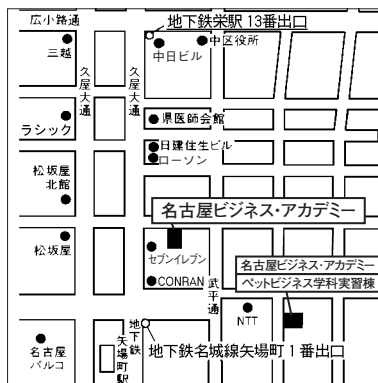 広小路通
地下鉄栄駅 13番出口
三越
中日ビル
中区役所
久屋大通
久屋大通
ラシック
県医師会館
日建住生ビル
ローソン
松坂屋
北館
名古屋ビジネス・アカデミー
松坂屋
セブンイレブン
CONRAN
武平通
名古屋ビジネス・アカデミー
ペットビジネス学科実習棟
NTT
名古屋
パルコ
地下鉄
矢場町駅
地下鉄名城線矢場町1番出口